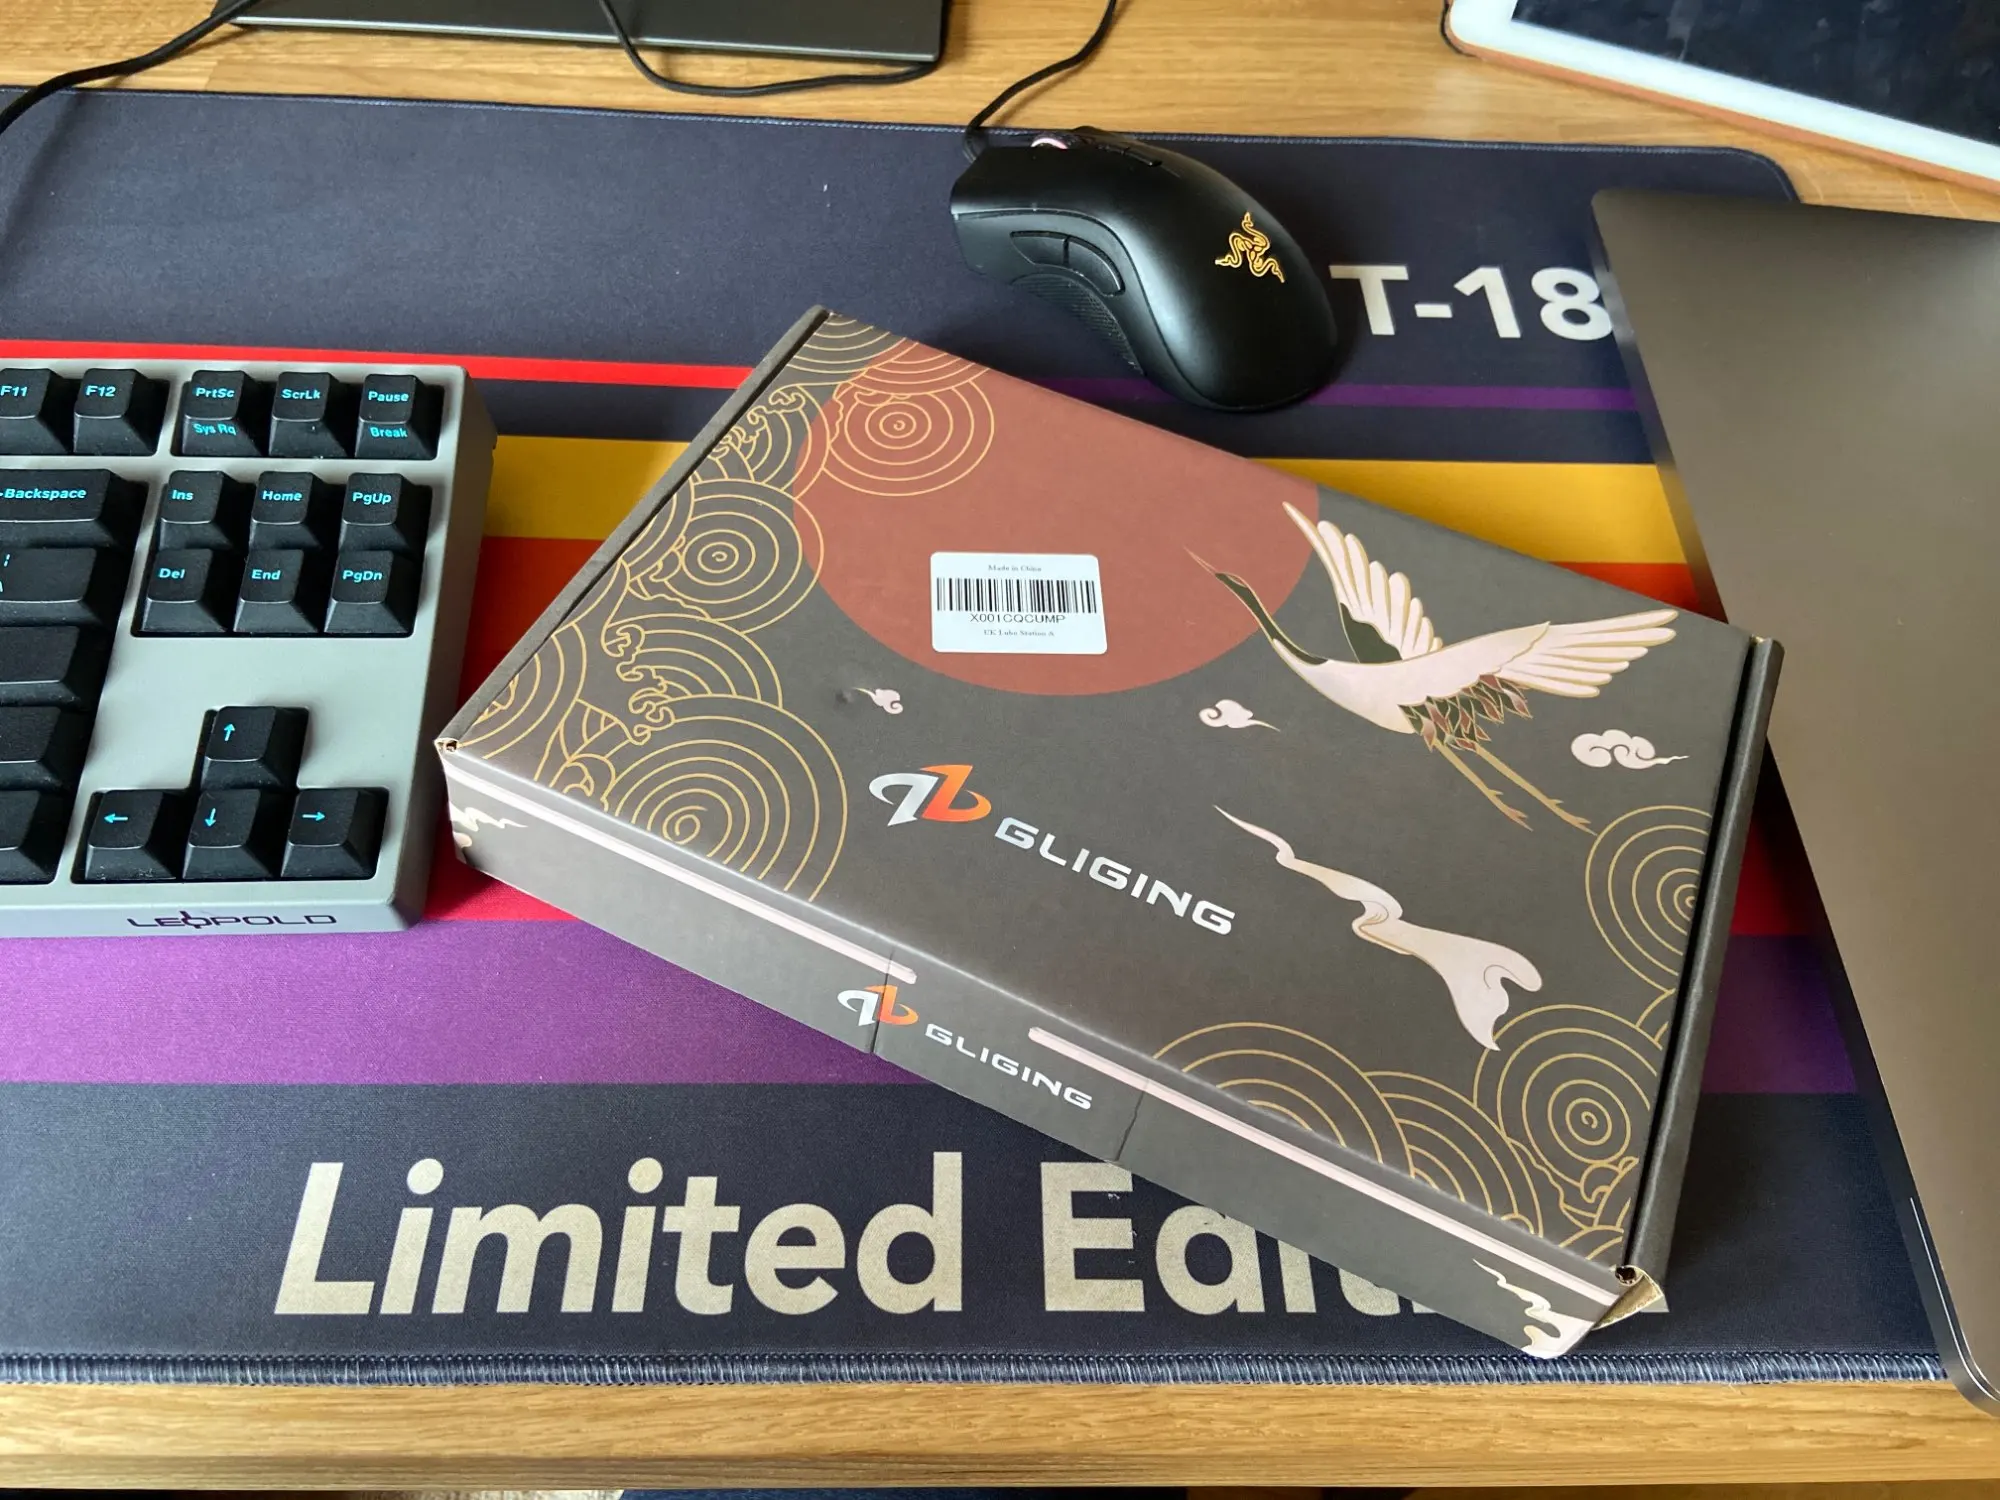 T-18
F11 F12 PrtSc ScrLk Pause
Sys Rq Break
Backspace Ins Home PgUp
Del End PgDn
↑
← ↓ →
LEOPOLD
Made in China
X001CQCUMP
GLIGING
GLIGING
Limited Edit